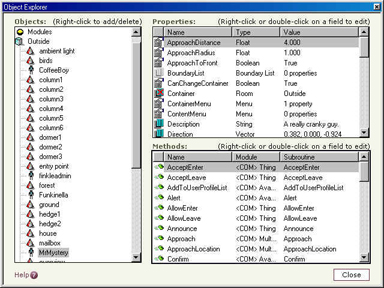 Object Explorer
Objects: (Right-click to add/delete)
Modules
Outside
ambient light
birds
CoffeeBoy
column1
column2
column3
column4
column5
column6
dormer1
dormer2
dormer3
entry point
finkleadmin
forest
Funkinella
ground
hedge1
hedge2
house
mailbox
MrMystery
Properties: (Right-click or double-click on a field to edit)
Name Type Value
ApproachDistance Float 4.000
ApproachRadius Float 1.000
ApproachToFront Boolean True
BoundaryList Boundary List 0 properties
CanChangeContainer Boolean True
Container Room Outside
ContainerMenu Menu 1 property
ContentMenu Menu 0 properties
Description String A really cranky guy..
Direction Vector 0.382, 0.000, -0.924
Methods: (Right-click or double-click on a field to edit)
Name Module Subroutine
AcceptEnter <COM> Thing AcceptEnter
AcceptLeave <COM> Thing AcceptLeave
AddToUserProfileList <COM> Ava... AddToUserProfileList
Alert <COM> Ava... Alert
AllowEnter <COM> Thing AllowEnter
AllowLeave <COM> Thing AllowLeave
Announce <COM> Thing Announce
Approach <COM> Mult... Approach
ApproachLocation <COM> Mult... ApproachLocation
Confirm <COM> Ava... Confirm
Help ?
Close